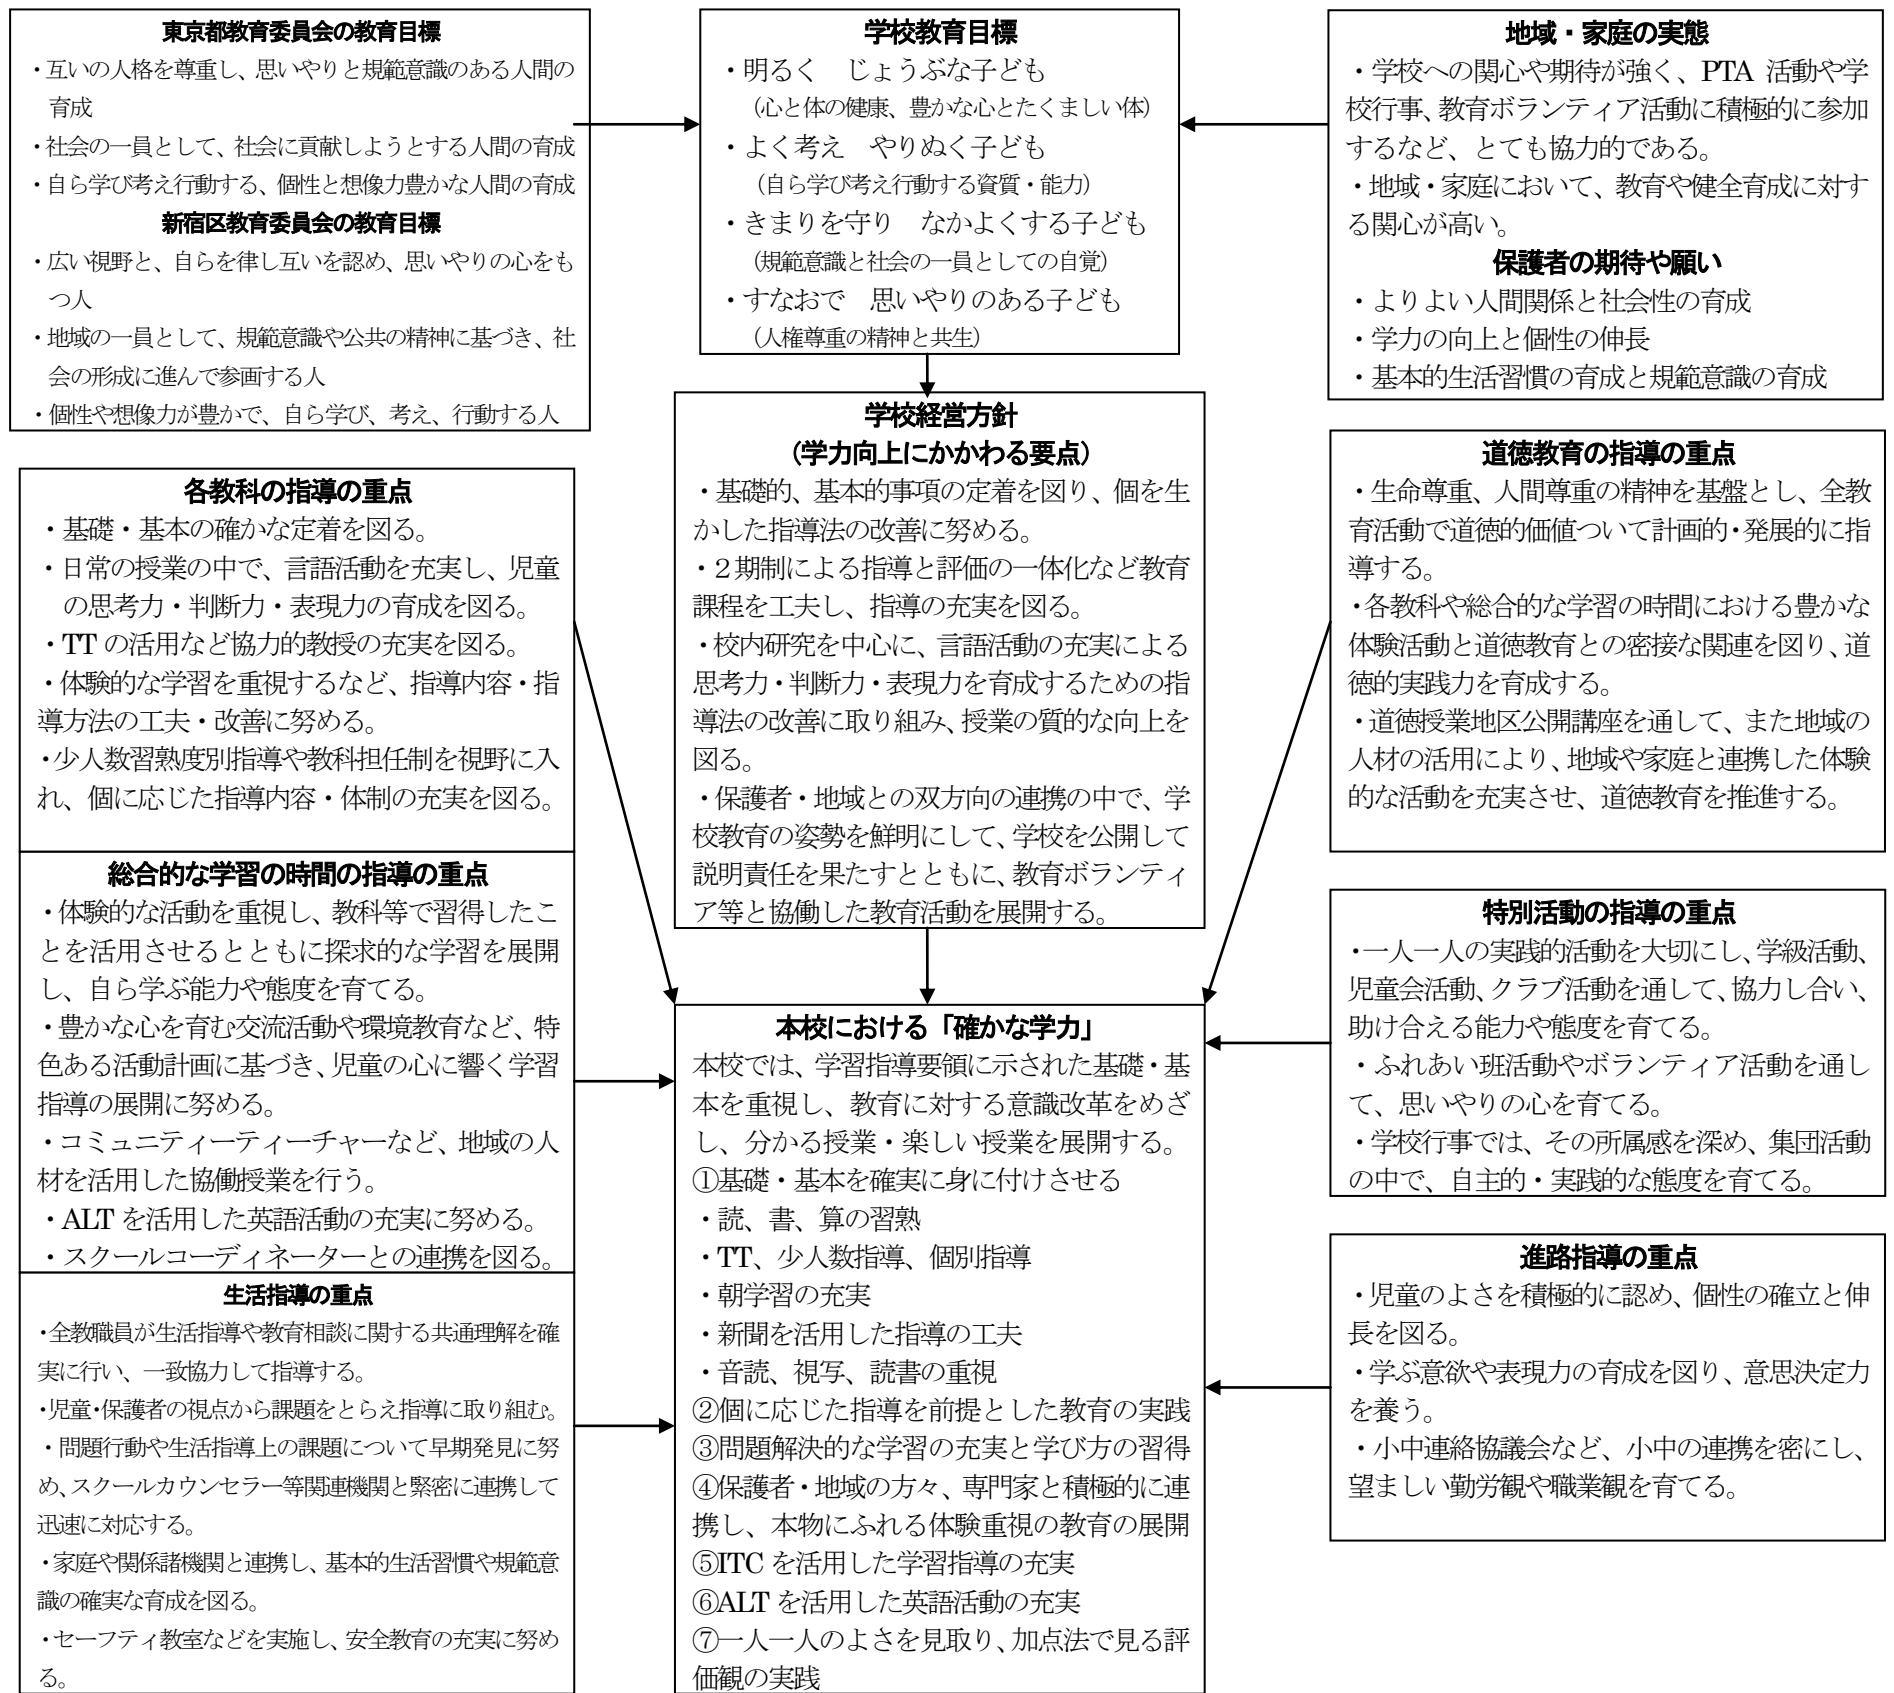 東京都教育委員会の教育目標
・互いの人格を尊重し、思いやりと規範意識のある人間の
育成
・社会の一員として、社会に貢献しようとする人間の育成
・自ら学び考え行動する、個性と想像力豊かな人間の育成
新宿区教育委員会の教育目標
・広い視野と、自らを律し互いを認め、思いやりの心をも
つ人
・地域の一員として、規範意識や公共の精神に基づき、社
会の形成に進んで参画する人
・個性や想像力が豊かで、自ら学び、考え、行動する人
学校教育目標
・明るく　じょうぶな子ども
（心と体の健康、豊かな心とたくましい体）
・よく考え　やりぬく子ども
（自ら学び考え行動する資質・能力）
・きまりを守り　なかよくする子ども
（規範意識と社会の一員としての自覚）
・すなおで　思いやりのある子ども
（人権尊重の精神と共生）
地域・家庭の実態
・学校への関心や期待が強く、PTA 活動や学
校行事、教育ボランティア活動に積極的に参加
するなど、とても協力的である。
・地域・家庭において、教育や健全育成に対す
る関心が高い。
保護者の期待や願い
・よりよい人間関係と社会性の育成
・学力の向上と個性の伸長
・基本的生活習慣の育成と規範意識の育成
学校経営方針
（学力向上にかかわる要点）
・基礎的、基本的事項の定着を図り、個を生
かした指導法の改善に努める。
・２期制による指導と評価の一体化など教育
課程を工夫し、指導の充実を図る。
・校内研究を中心に、言語活動の充実による
思考力・判断力・表現力を育成するための指
導法の改善に取り組み、授業の質的な向上を
図る。
・保護者・地域との双方向の連携の中で、学
校教育の姿勢を鮮明にして、学校を公開して
説明責任を果たすとともに、教育ボランティ
ア等と協働した教育活動を展開する。
各教科の指導の重点
・基礎・基本の確かな定着を図る。
・日常の授業の中で、言語活動を充実し、児童
の思考力・判断力・表現力の育成を図る。
・TT の活用など協力的教授の充実を図る。
・体験的な学習を重視するなど、指導内容・指
導方法の工夫・改善に努める。
・少人数習熟度別指導や教科担任制を視野に入
れ、個に応じた指導内容・体制の充実を図る。
総合的な学習の時間の指導の重点
・体験的な活動を重視し、教科等で習得したこ
とを活用させるとともに探求的な学習を展開
し、自ら学ぶ能力や態度を育てる。
・豊かな心を育む交流活動や環境教育など、特
色ある活動計画に基づき、児童の心に響く学習
指導の展開に努める。
・コミュニティーティーチャーなど、地域の人
材を活用した協働授業を行う。
・ALT を活用した英語活動の充実に努める。
・スクールコーディネーターとの連携を図る。
生活指導の重点
・全教職員が生活指導や教育相談に関する共通理解を確
実に行い、一致協力して指導する。
・児童・保護者の視点から課題をとらえ指導に取り組む。
・問題行動や生活指導上の課題について早期発見に努
め、スクールカウンセラー等関連機関と緊密に連携して
迅速に対応する。
・家庭や関係諸機関と連携し、基本的生活習慣や規範意
識の確実な育成を図る。
・セーフティ教室などを実施し、安全教育の充実に努め
る。
本校における「確かな学力」
本校では、学習指導要領に示された基礎・基
本を重視し、教育に対する意識改革をめざ
し、分かる授業・楽しい授業を展開する。
①基礎・基本を確実に身に付けさせる
・読、書、算の習熟
・TT、少人数指導、個別指導
・朝学習の充実
・新聞を活用した指導の工夫
・音読、視写、読書の重視
②個に応じた指導を前提とした教育の実践
③問題解決的な学習の充実と学び方の習得
④保護者・地域の方々、専門家と積極的に連
携し、本物にふれる体験重視の教育の展開
⑤ITC を活用した学習指導の充実
⑥ALT を活用した英語活動の充実
⑦一人一人のよさを見取り、加点法で見る評
価観の実践
道徳教育の指導の重点
・生命尊重、人間尊重の精神を基盤とし、全教
育活動で道徳的価値ついて計画的・発展的に指
導する。
・各教科や総合的な学習の時間における豊かな
体験活動と道徳教育との密接な関連を図り、道
徳的実践力を育成する。
・道徳授業地区公開講座を通して、また地域の
人材の活用により、地域や家庭と連携した体験
的な活動を充実させ、道徳教育を推進する。
特別活動の指導の重点
・一人一人の実践的活動を大切にし、学級活動、
児童会活動、クラブ活動を通して、協力し合い、
助け合える能力や態度を育てる。
・ふれあい班活動やボランティア活動を通し
て、思いやりの心を育てる。
・学校行事では、その所属感を深め、集団活動
の中で、自主的・実践的な態度を育てる。
進路指導の重点
・児童のよさを積極的に認め、個性の確立と伸
長を図る。
・学ぶ意欲や表現力の育成を図り、意思決定力
を養う。
・小中連絡協議会など、小中の連携を密にし、
望ましい勤労観や職業観を育てる。